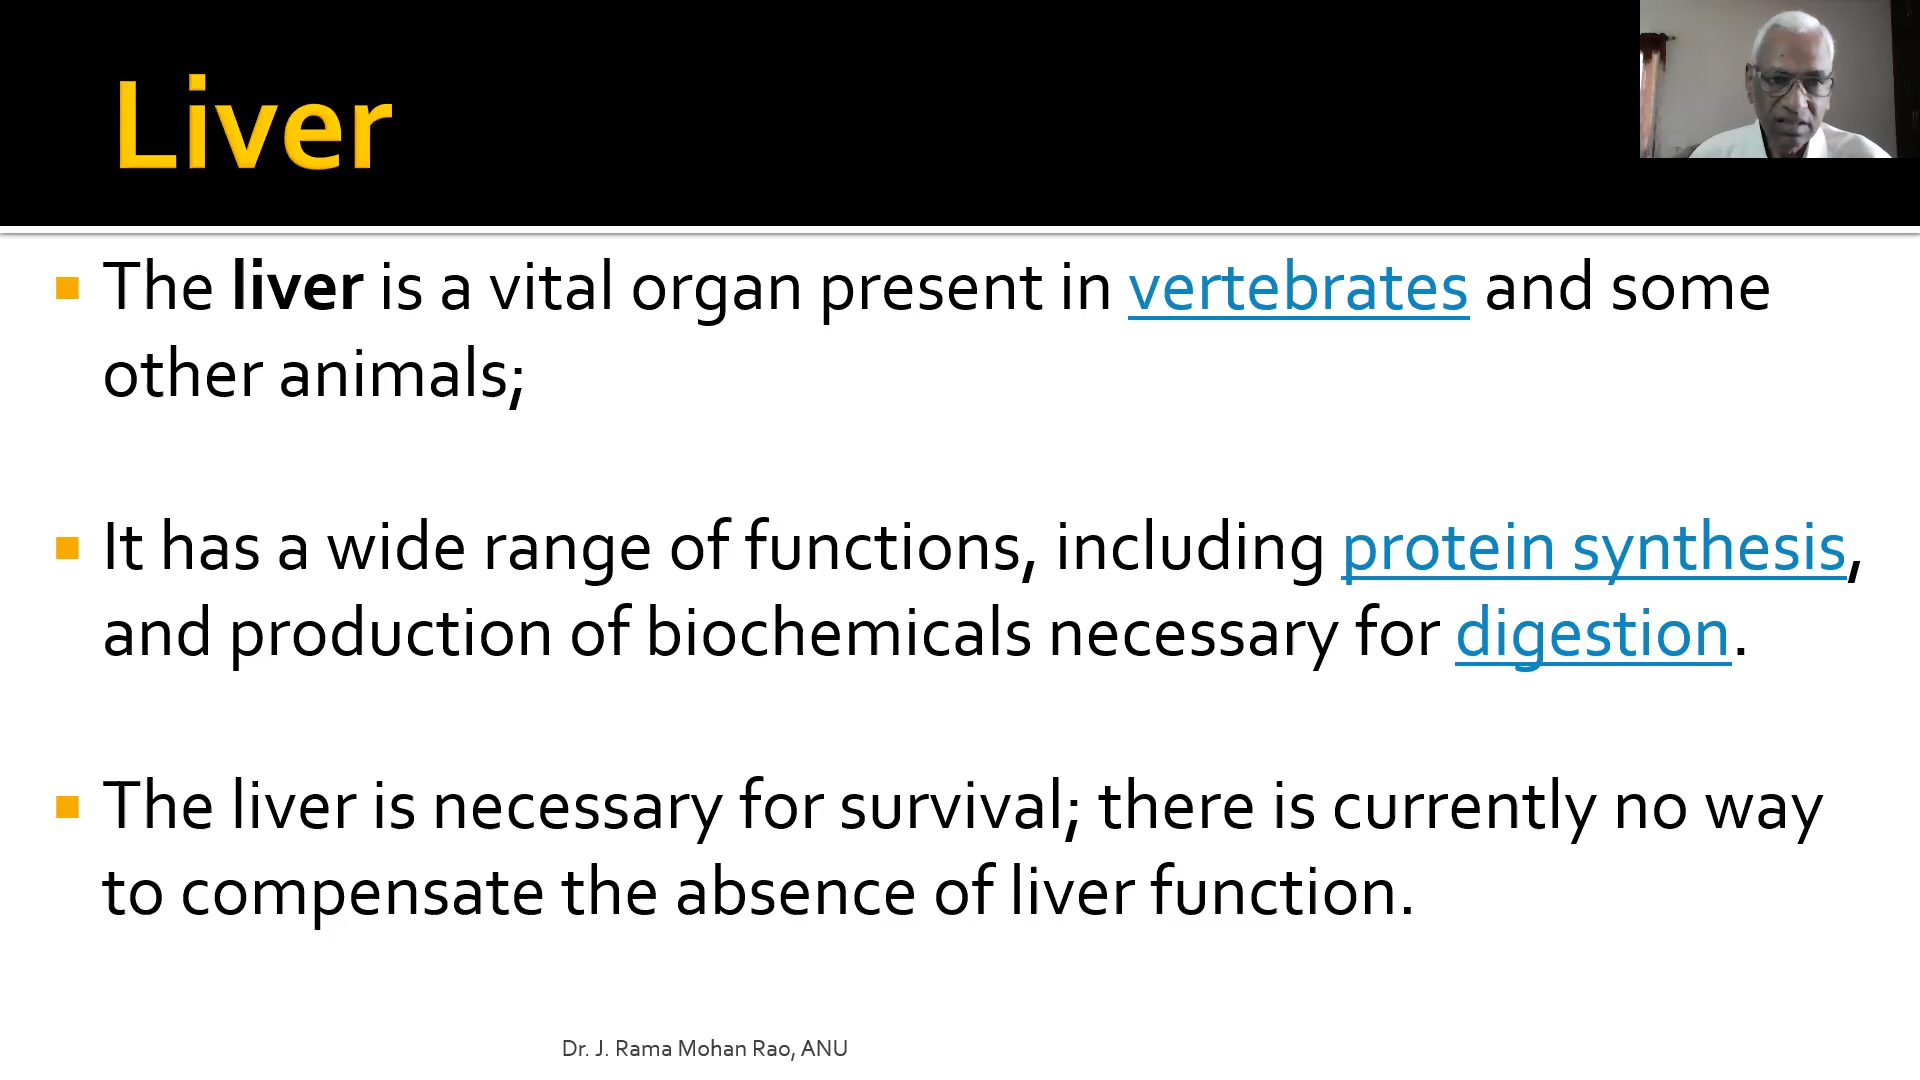 Liver
The liver is a vital organ present in vertebrates and some
other animals;
It has a wide range of functions, including protein synthesis,
and production of biochemicals necessary for digestion.
The liver is necessary for survival; there is currently no way
to compensate the absence of liver function.
Dr. J. Rama Mohan Rao, ANU